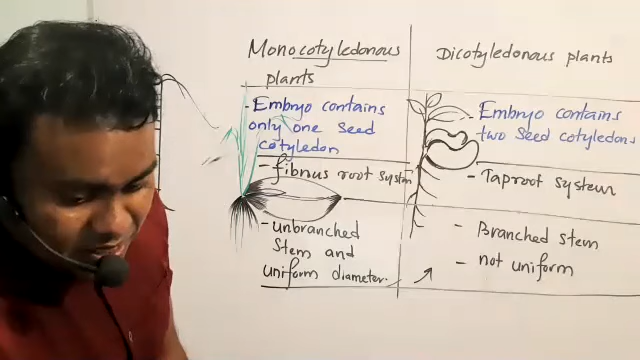 Monocotyledonous
plants
- Embryo contains
only one seed
cotyledon
- fibrus root system
- unbranched
stem and
uniform diameter.
Dicotyledonous plants
- Embryo contains
two seed cotyledons
- Taproot system
- Branched stem
- not uniform